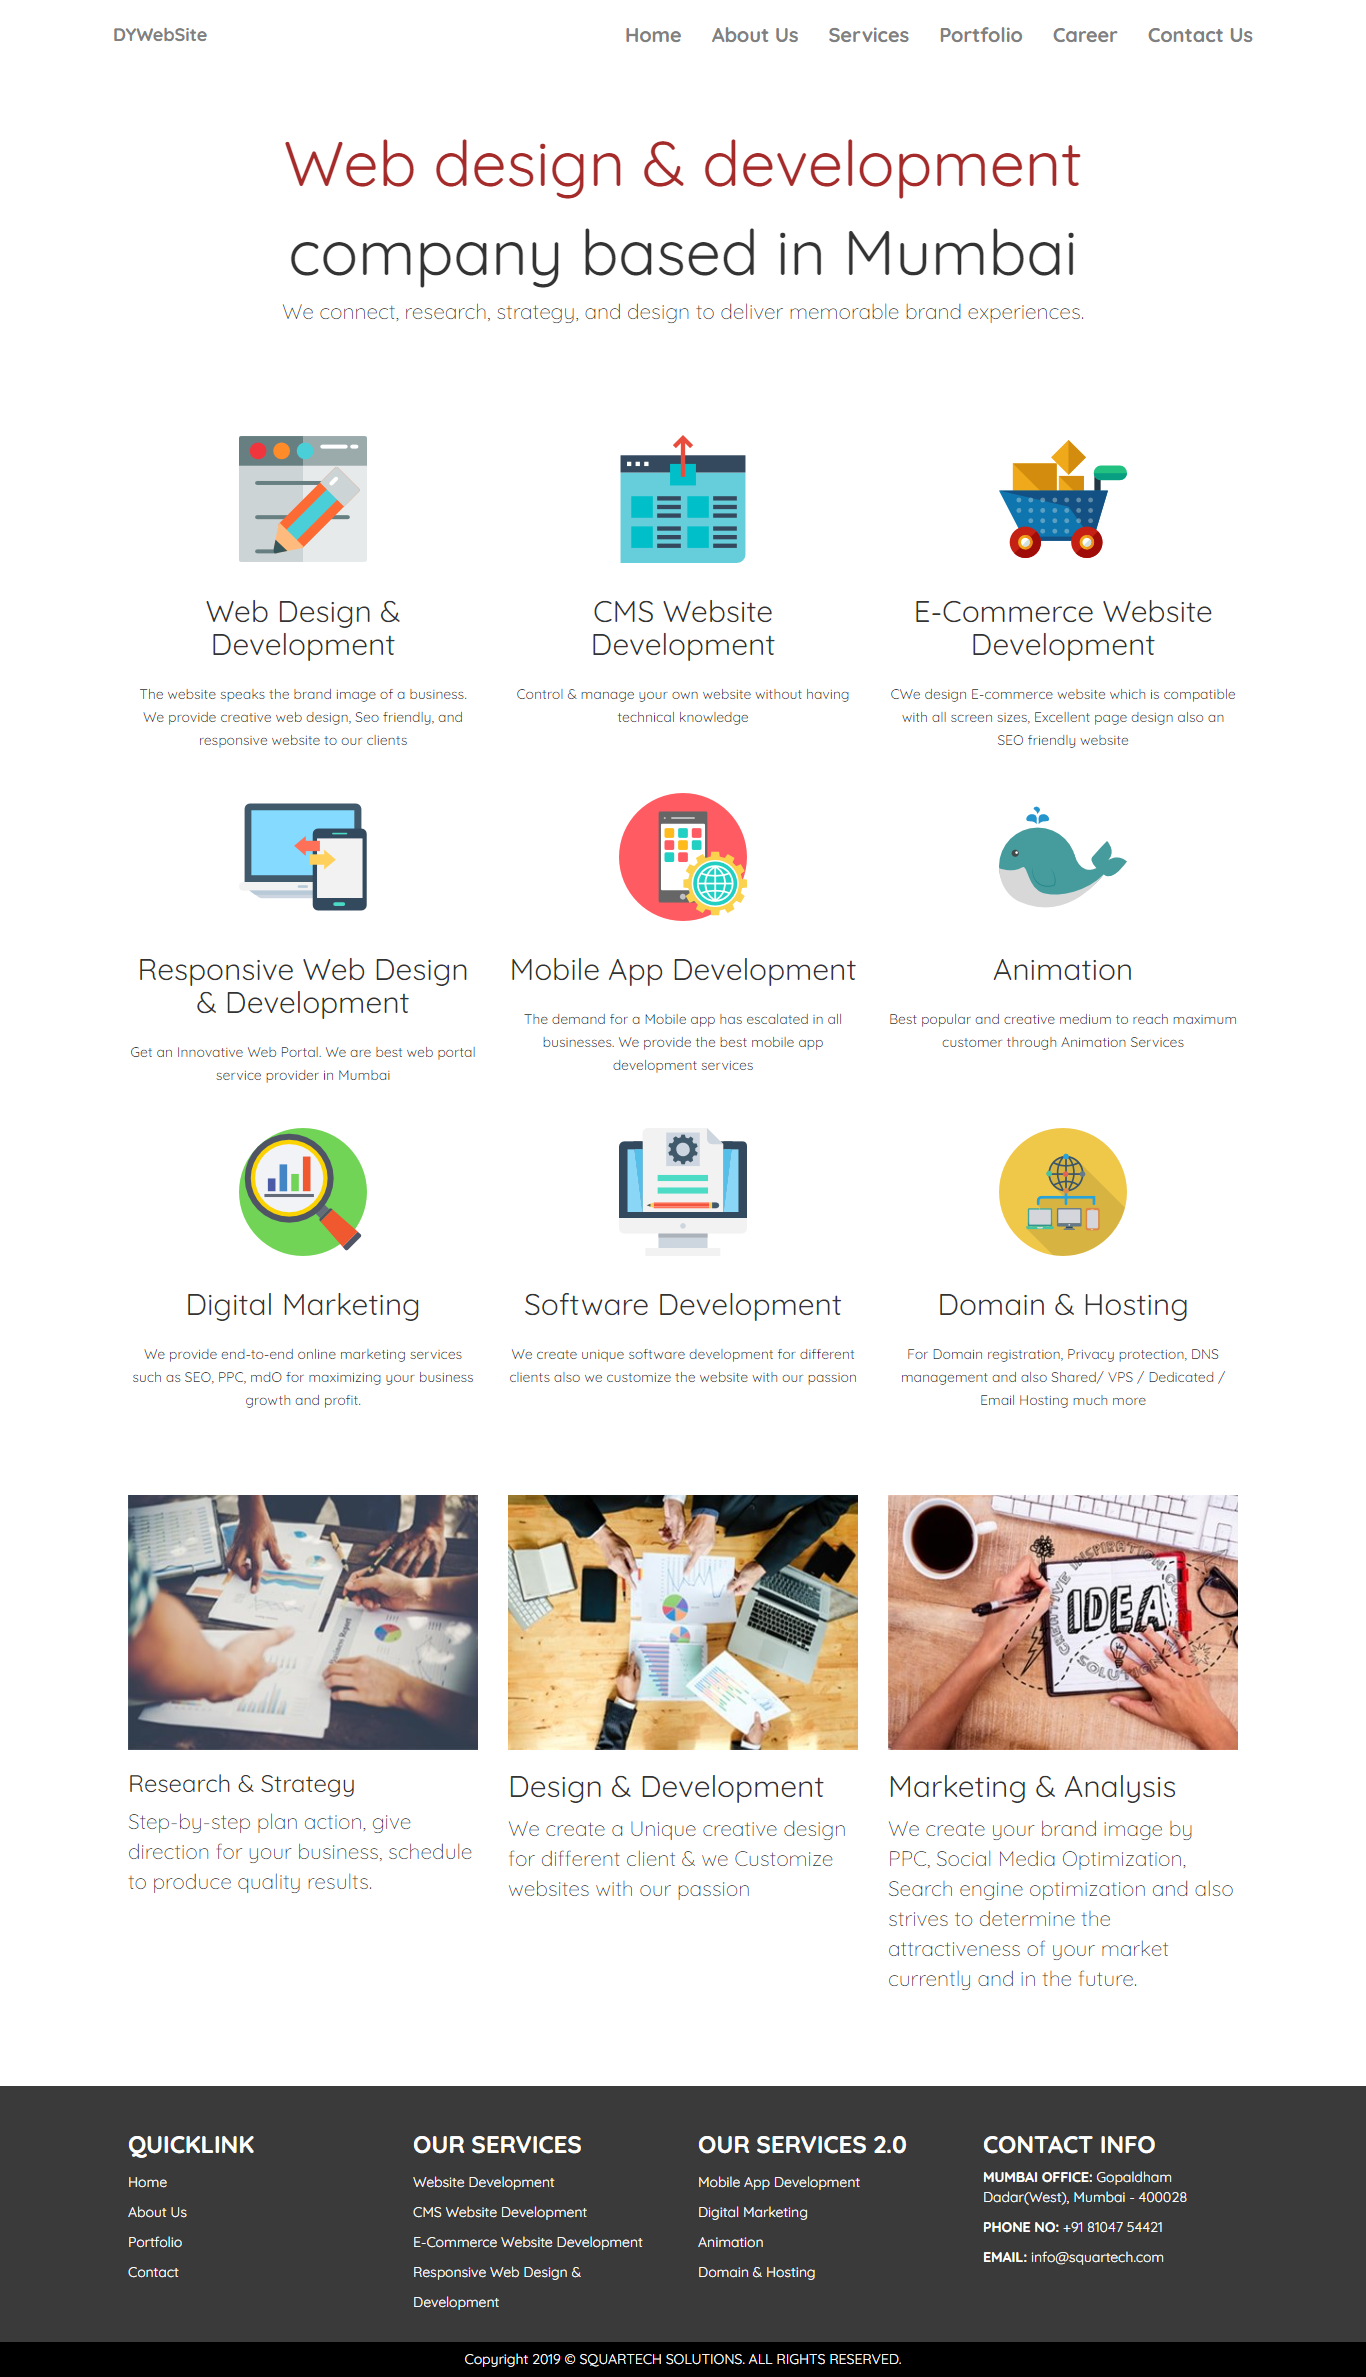 DYWebSite
Home About Us Services Portfolio Career Contact Us
Web design & development
company based in Mumbai
We connect, research, strategy, and design to deliver memorable brand experiences.
Web Design &
Development
The website speaks the brand image of a business.
We provide creative web design, Seo friendly, and
responsive website to our clients
CMS Website
Development
Control & manage your own website without having
technical knowledge
E-Commerce Website
Development
CWe design E-commerce website which is compatible
with all screen sizes, Excellent page design also an
SEO friendly website
Responsive Web Design
& Development
Get an Innovative Web Portal. We are best web portal
service provider in Mumbai
Mobile App Development
The demand for a Mobile app has escalated in all
businesses. We provide the best mobile app
development services
Animation
Best popular and creative medium to reach maximum
customer through Animation Services
Digital Marketing
We provide end-to-end online marketing services
such as SEO, PPC, mdO for maximizing your business
growth and profit.
Software Development
We create unique software development for different
clients also we customize the website with our passion
Domain & Hosting
For Domain registration, Privacy protection, DNS
management and also Shared/ VPS / Dedicated /
Email Hosting much more
Business Report
CREATIVE INSPIRATION
IDEA
SOLUTION
Research & Strategy
Step-by-step plan action, give
direction for your business, schedule
to produce quality results.
Design & Development
We create a Unique creative design
for different client & we Customize
websites with our passion
Marketing & Analysis
We create your brand image by
PPC, Social Media Optimization,
Search engine optimization and also
strives to determine the
attractiveness of your market
currently and in the future.
QUICKLINK
Home
About Us
Portfolio
Contact
OUR SERVICES
Website Development
CMS Website Development
E-Commerce Website Development
Responsive Web Design &
Development
OUR SERVICES 2.0
Mobile App Development
Digital Marketing
Animation
Domain & Hosting
CONTACT INFO
MUMBAI OFFICE: Gopaldham
Dadar(West), Mumbai - 400028
PHONE NO: +91 81047 54421
EMAIL: info@squartech.com
Copyright 2019 © SQUARTECH SOLUTIONS. ALL RIGHTS RESERVED.